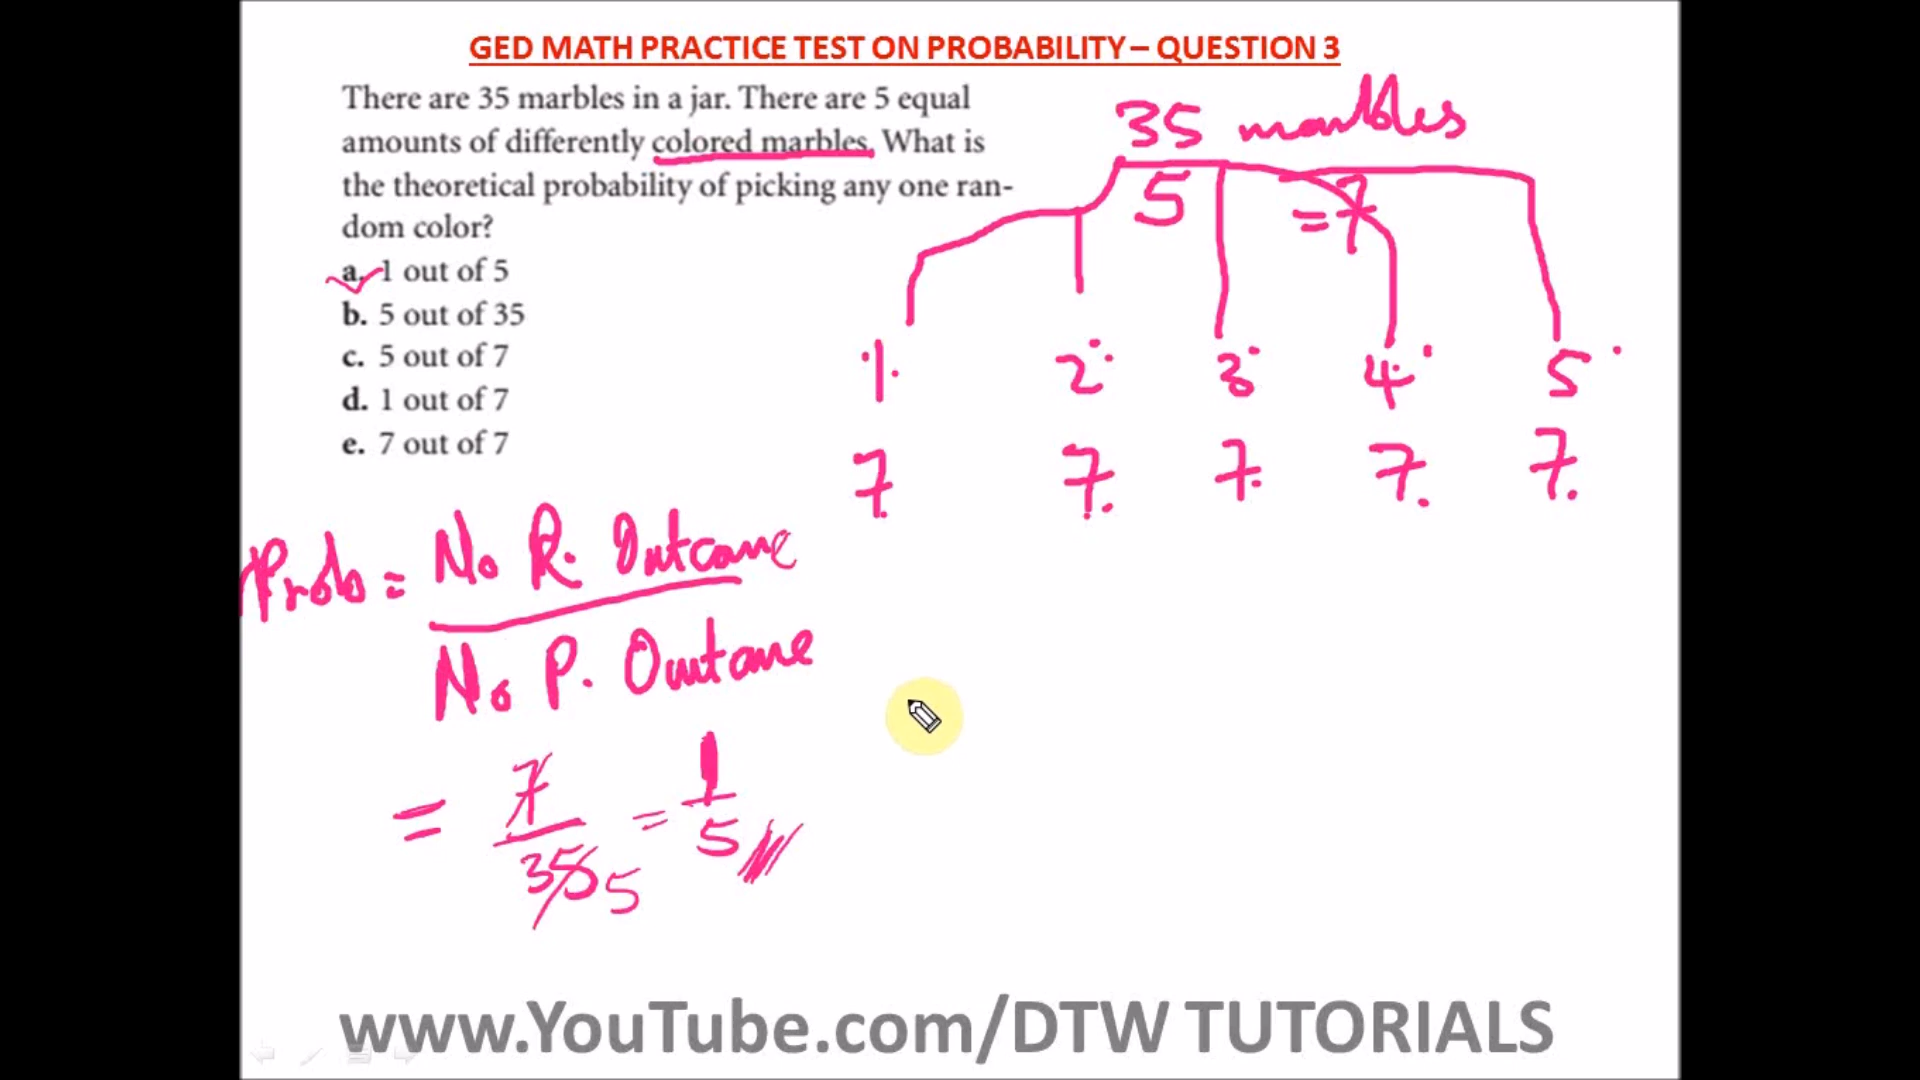 GED MATH PRACTICE TEST ON PROBABILITY – QUESTION 3
There are 35 marbles in a jar. There are 5 equal
amounts of differently colored marbles. What is
the theoretical probability of picking any one ran-
dom color?
a. 1 out of 5
b. 5 out of 35
c. 5 out of 7
d. 1 out of 7
e. 7 out of 7
35 marbles
5 = 7
1 2 3 4 5
7 7 7 7 7
Prob = No R. Outcome
No P. Outcome
= 7 = 1
35 5 5
www.YouTube.com/DTW TUTORIALS